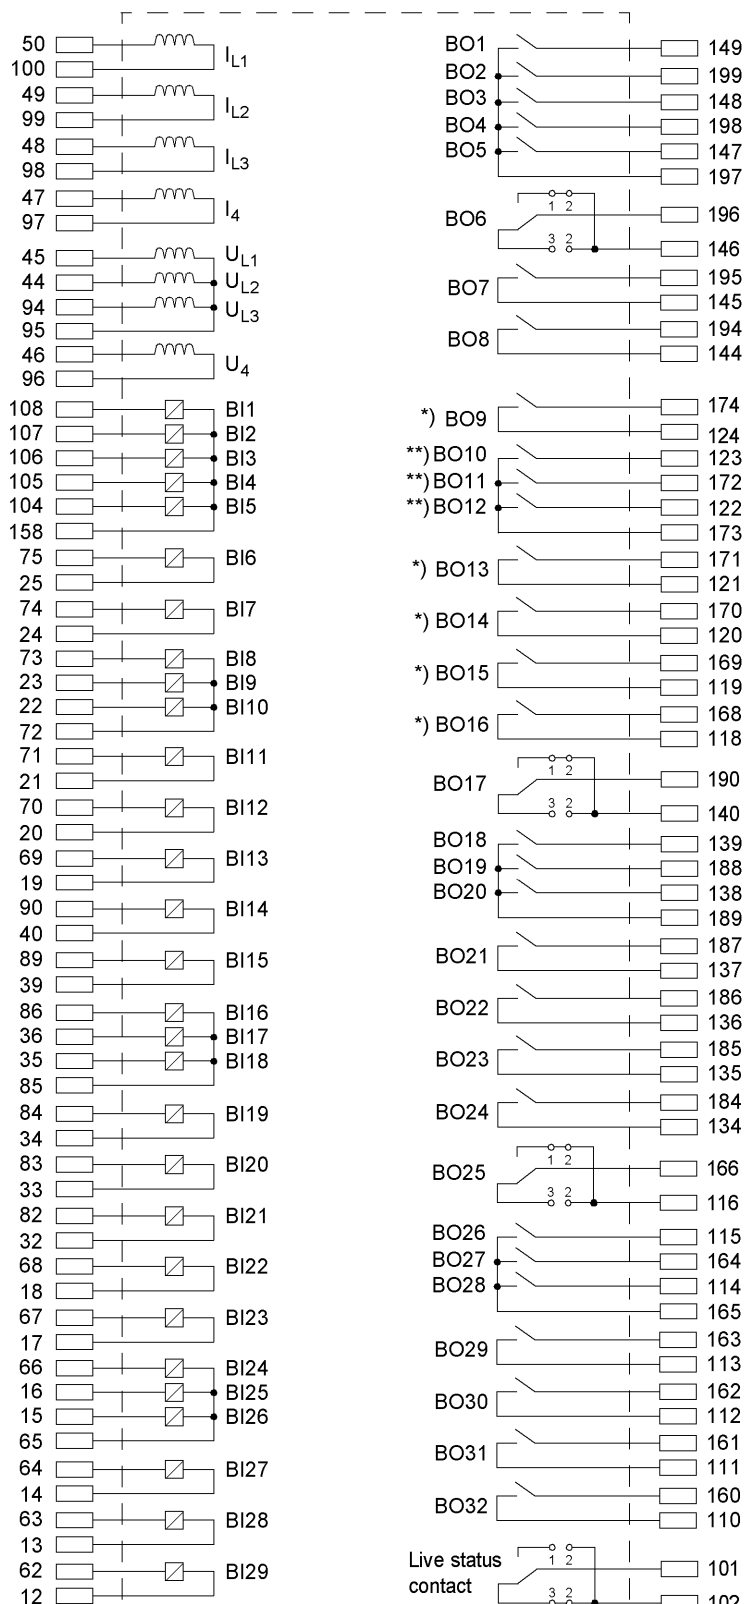 50
100
I L1
49
99
I L2
48
98
I L3
47
97
I 4
45
U L1
44
U L2
94
U L3
95
46
96
U 4
108 BI1
107 BI2
106 BI3
105 BI4
104 BI5
158
75 BI6
25
74 BI7
24
73 BI8
23 BI9
22 BI10
72
71 BI11
21
70 BI12
20
69 BI13
19
90 BI14
40
89 BI15
39
86 BI16
36 BI17
35 BI18
85
84 BI19
34
83 BI20
33
82 BI21
32
68 BI22
18
67 BI23
17
66 BI24
16 BI25
15 BI26
65
64 BI27
14
63 BI28
13
62 BI29
12
BO1 149
BO2 199
BO3 148
BO4 198
BO5 147
197
1 2
BO6 196
3 2 146
BO7 195
145
BO8 194
144
*) BO9 174
124
**) BO10 123
**) BO11 172
**) BO12 122
173
*) BO13 171
121
*) BO14 170
120
*) BO15 169
119
*) BO16 168
118
1 2
BO17 190
3 2 140
BO18 139
BO19 188
BO20 138
189
BO21 187
137
BO22 186
136
BO23 185
135
BO24 184
134
1 2
BO25 166
3 2 116
BO26 115
BO27 164
BO28 114
165
BO29 163
113
BO30 162
112
BO31 161
111
BO32 160
110
Live status 1 2 101
contact 3 2 102